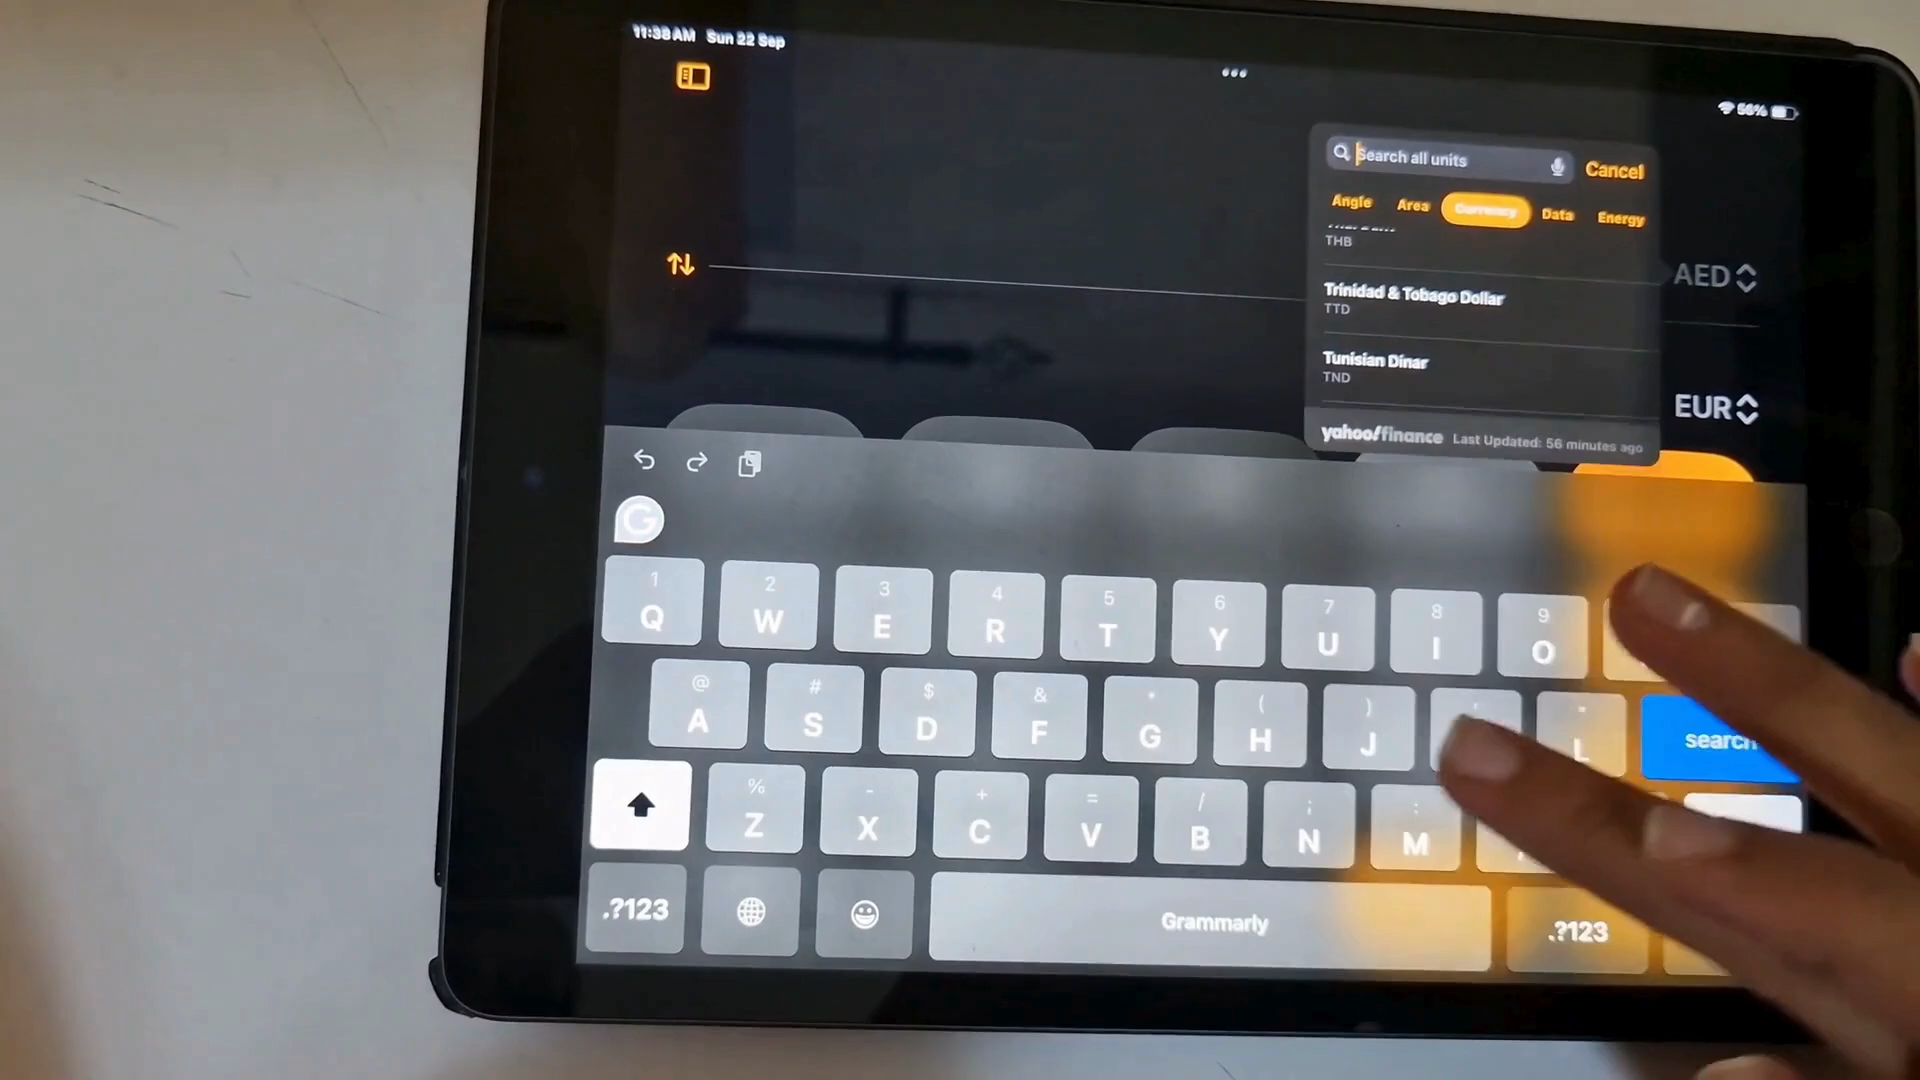 11:38AM Sun 22 Sep
56%
Search all units
Cancel
Angle Area Currency Data Energy
THB
Trinidad & Tobago Dollar
TTD
Tunisian Dinar
TND
yahoo!finance Last Updated: 56 minutes ago
AED
EUR
G
1 2 3 4 5 6 7 8 9
Q W E R T Y U I O
@ # $ & * ( ) ' "
A S D F G H J L
search
% - + = / ; :
Z X C V B N M
.?123
Grammarly
.?123